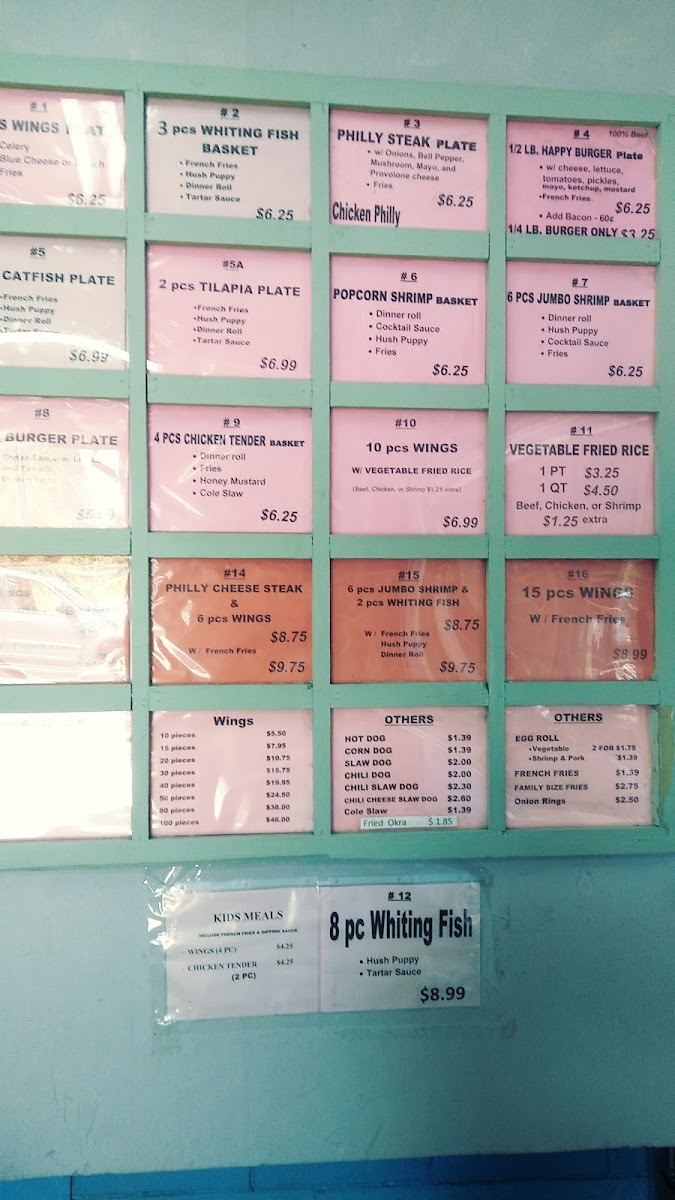 # 1
S WINGS
Celery
Blue Cheese or
Fries
$6.25
# 2
3 pcs WHITING FISH
BASKET
• French Fries
• Hush Puppy
• Dinner Roll
• Tartar Sauce
$6.25
# 3
PHILLY STEAK PLATE
• w/ Onions, Bell Pepper,
Mushroom, Mayo, and
Provolone cheese
• Fries
$6.25
Chicken Philly
# 4 100% Beef
1/2 LB. HAPPY BURGER Plate
• w/ cheese, lettuce,
tomatoes, pickles,
mayo, ketchup, mustard
•French Fries
$6.25
• Add Bacon - 60¢
1/4 LB. BURGER ONLY $3.25
#5
CATFISH PLATE
•French Fries
•Hush Puppy
•Dinner Roll
$6.99
#5A
2 pcs TILAPIA PLATE
•French Fries
•Hush Puppy
•Dinner Roll
•Tartar Sauce
$6.99
# 6
POPCORN SHRIMP BASKET
• Dinner roll
• Cocktail Sauce
• Hush Puppy
• Fries
$6.25
# 7
6 PCS JUMBO SHRIMP BASKET
• Dinner roll
• Hush Puppy
• Cocktail Sauce
• Fries
$6.25
#8
BURGER PLATE
# 9
4 PCS CHICKEN TENDER BASKET
• Dinner roll
• Fries
• Honey Mustard
• Cole Slaw
$6.25
#10
10 pcs WINGS
W/ VEGETABLE FRIED RICE
(Beef, Chicken, or Shrimp $1.25 extra)
$6.99
# 11
VEGETABLE FRIED RICE
1 PT $3.25
1 QT $4.50
Beef, Chicken, or Shrimp
$1.25 extra
#14
PHILLY CHEESE STEAK
&
6 pcs WINGS
$8.75
W/ French Fries
$9.75
#15
6 pcs JUMBO SHRIMP &
2 pcs WHITING FISH
$8.75
W/ French Fries
Hush Puppy
Dinner Roll
$9.75
#16
15 pcs WINGS
W/ French Fries
$8.99
Wings
10 pieces $5.50
15 pieces $7.95
20 pieces $10.75
30 pieces $15.75
40 pieces $19.95
50 pieces $24.50
80 pieces $38.00
100 pieces $46.00
OTHERS
HOT DOG $1.39
CORN DOG $1.39
SLAW DOG $2.00
CHILI DOG $2.00
CHILI SLAW DOG $2.30
CHILI CHEESE SLAW DOG $2.60
Cole Slaw $1.39
Fried Okra $1.85
OTHERS
EGG ROLL
•Vegetable 2 FOR $1.75
•Shrimp & Pork $1.39
FRENCH FRIES $1.39
FAMILY SIZE FRIES $2.75
Onion Rings $2.50
KIDS MEALS
INCLUDE FRENCH FRIES & DIPPING SAUCE
WINGS (4 PC) $4.25
CHICKEN TENDER $4.25
(2 PC)
# 12
8 pc Whiting Fish
• Hush Puppy
• Tartar Sauce
$8.99